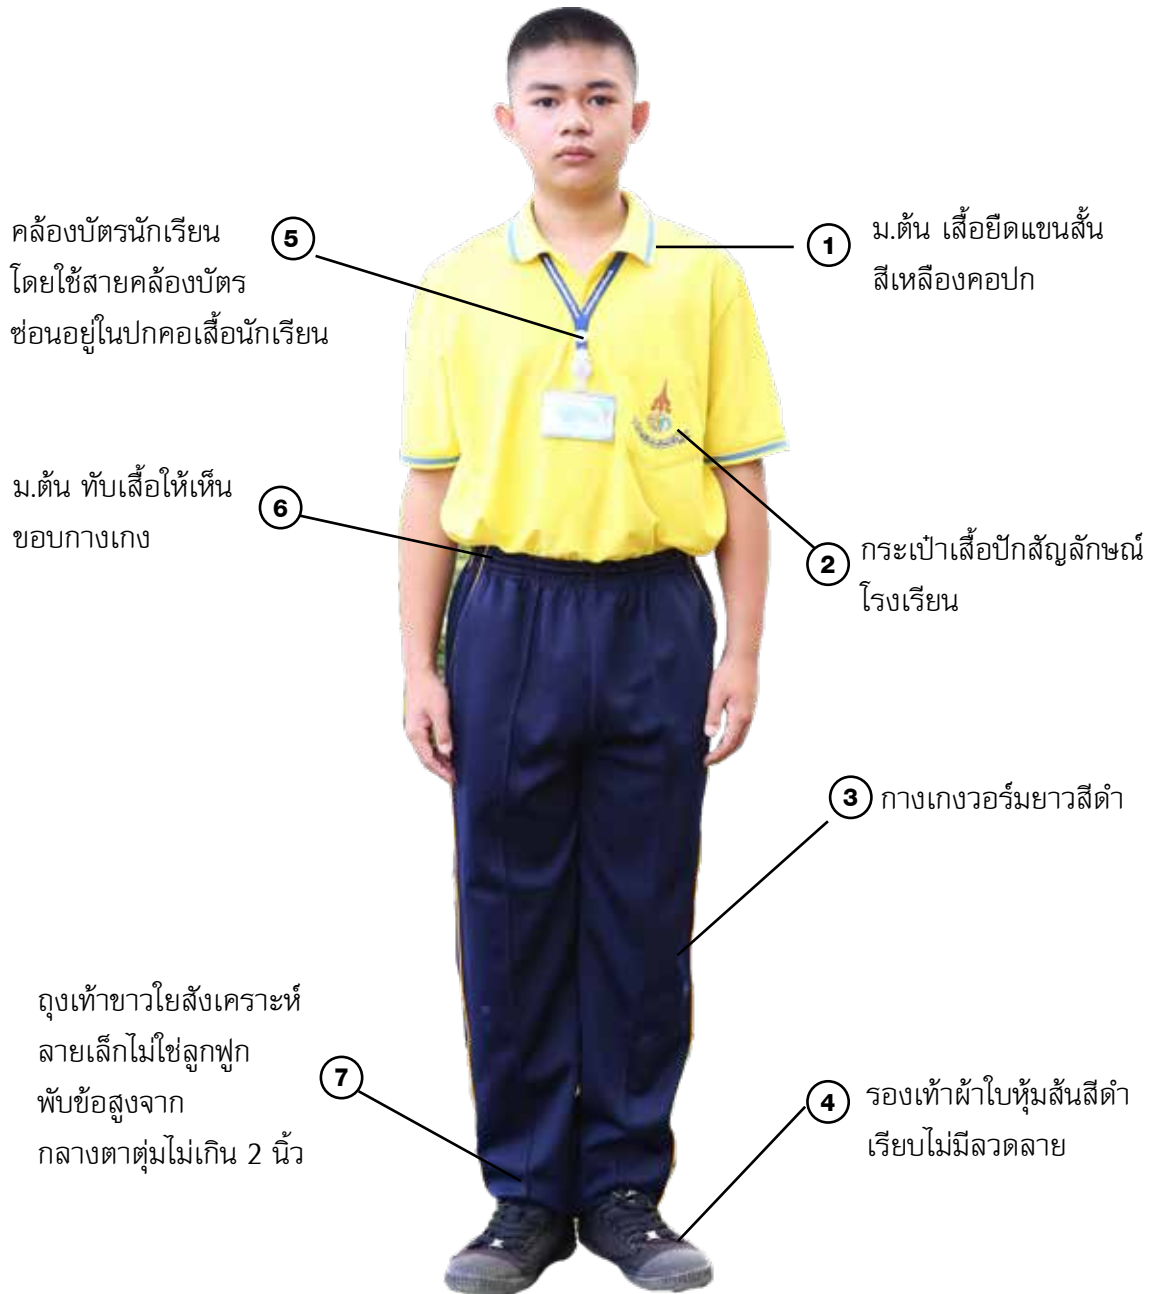 คล้องบัตรนักเรียน
โดยใช้สายคล้องบัตร
ซ่อนอยู่ในปกคอเสื้อนักเรียน
5
1
ม.ต้น เสื้อยืดแขนสั้น
สีเหลืองคอปก
ม.ต้น ทับเสื้อให้เห็น
ขอบกางเกง
6
2
กระเป๋าเสื้อปักสัญลักษณ์
โรงเรียน
3 กางเกงวอร์มยาวสีดำ
ถุงเท้าขาวใยสังเคราะห์
ลายเล็กไม่ใช่ลูกฟูก
พับข้อสูงจาก
กลางตาตุ่มไม่เกิน 2 นิ้ว
7
4
รองเท้าผ้าใบหุ้มส้นสีดำ
เรียบไม่มีลวดลาย